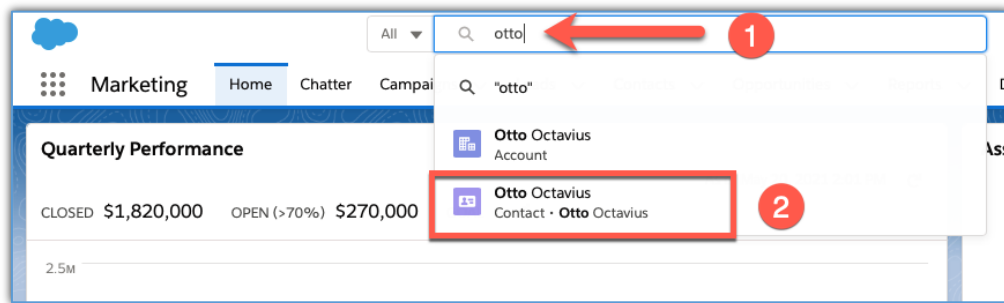 All
otto
1
Marketing
Home
Chatter
Campai
"otto"
Otto Octavius
Account
Otto Octavius
Contact • Otto Octavius
2
Quarterly Performance
CLOSED $1,820,000 OPEN (>70%) $270,000
2.5M